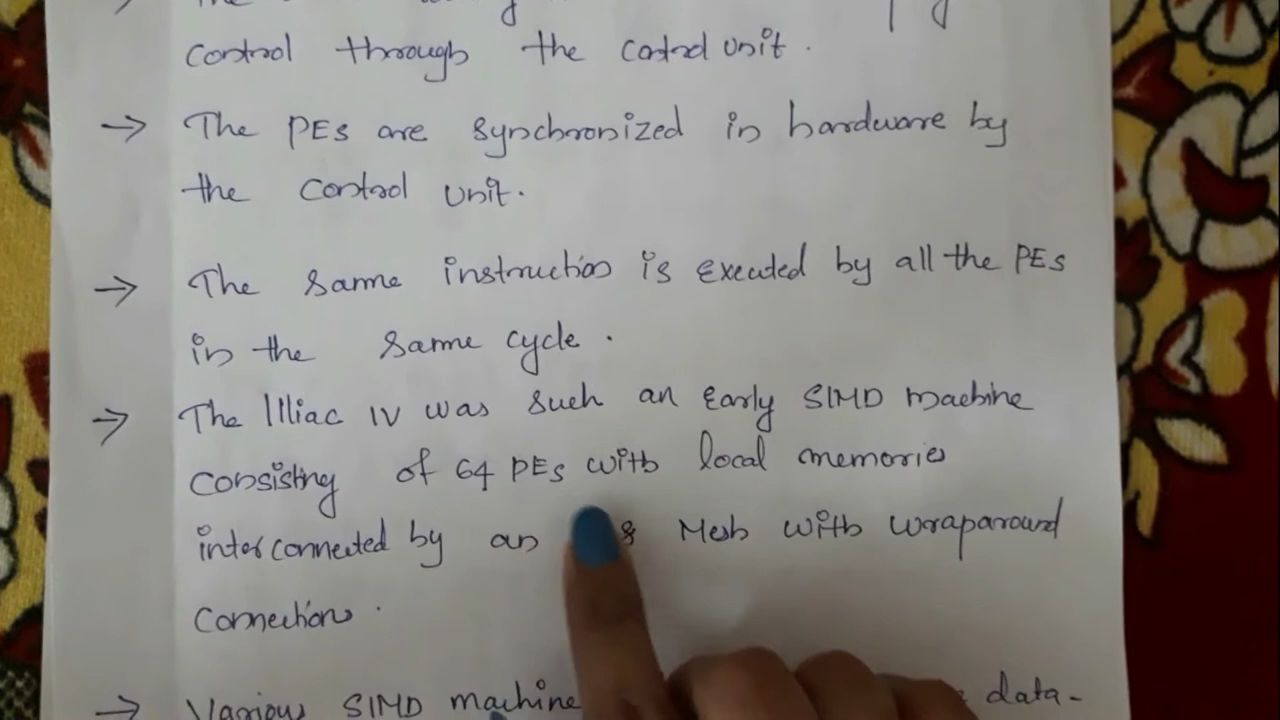 control through the control unit.
→ The PEs are synchronized in hardware by
the control unit.
→ The same instruction is executed by all the PEs
in the same cycle.
→ The Illiac IV was such an early SIMD machine
consisting of 64 PEs with local memories
interconnected by an 8 Mesh with wraparound
connections.
→ Various SIMD machine data-